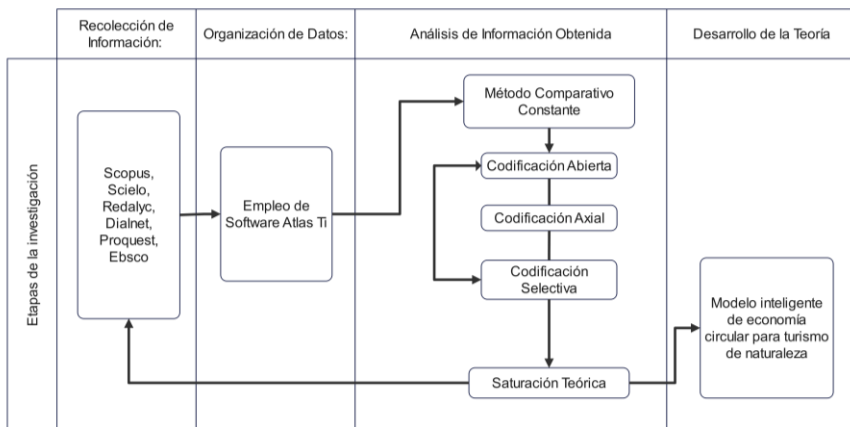 Recolección de
Información:
Organización de Datos:
Análisis de Información Obtenida
Desarrollo de la Teoría
Etapas de la investigación
Scopus,
Scielo,
Redalyc,
Dialnet,
Proquest,
Ebsco
Empleo de
Software Atlas Ti
Método Comparativo
Constante
Codificación Abierta
Codificación Axial
Codificación
Selectiva
Saturación Teórica
Modelo inteligente
de economía
circular para turismo
de naturaleza